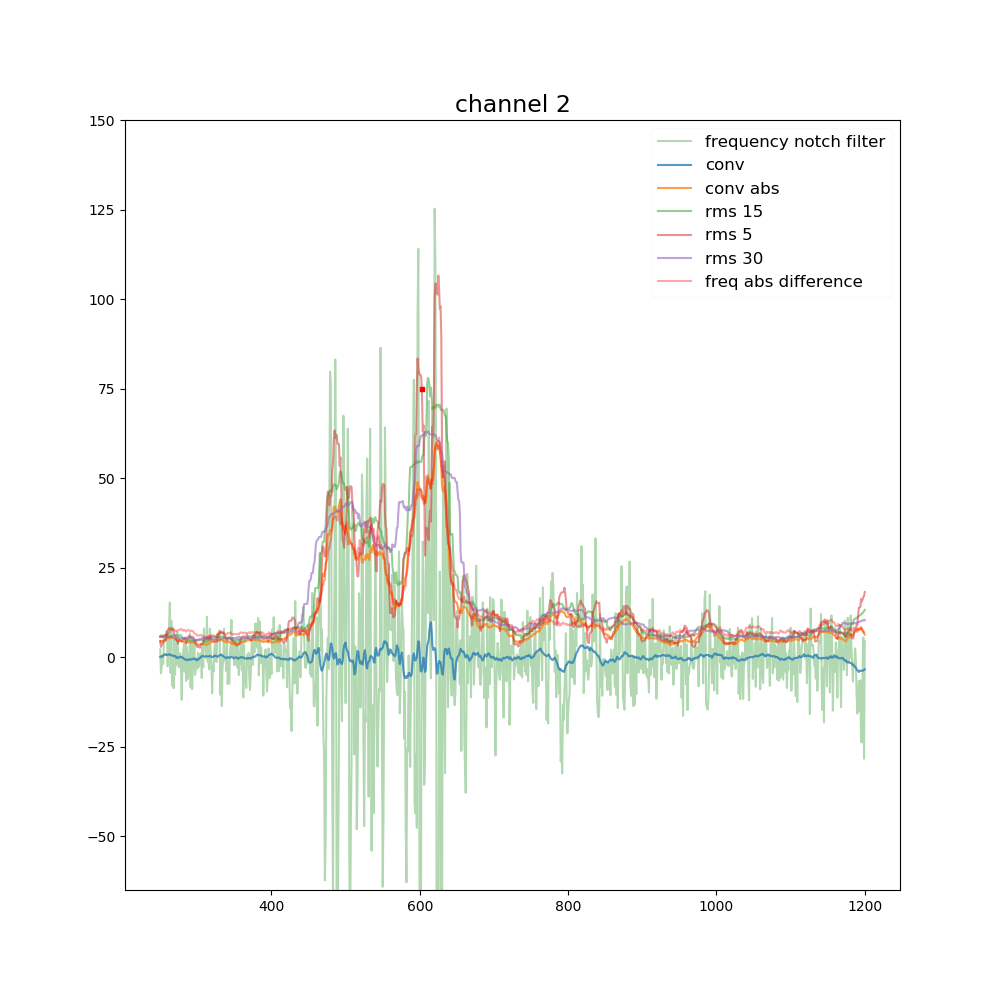 channel 2
150
125
100
75
50
25
0
−25
−50
400
600
800
1000
1200
frequency notch filter
conv
conv abs
rms 15
rms 5
rms 30
freq abs difference